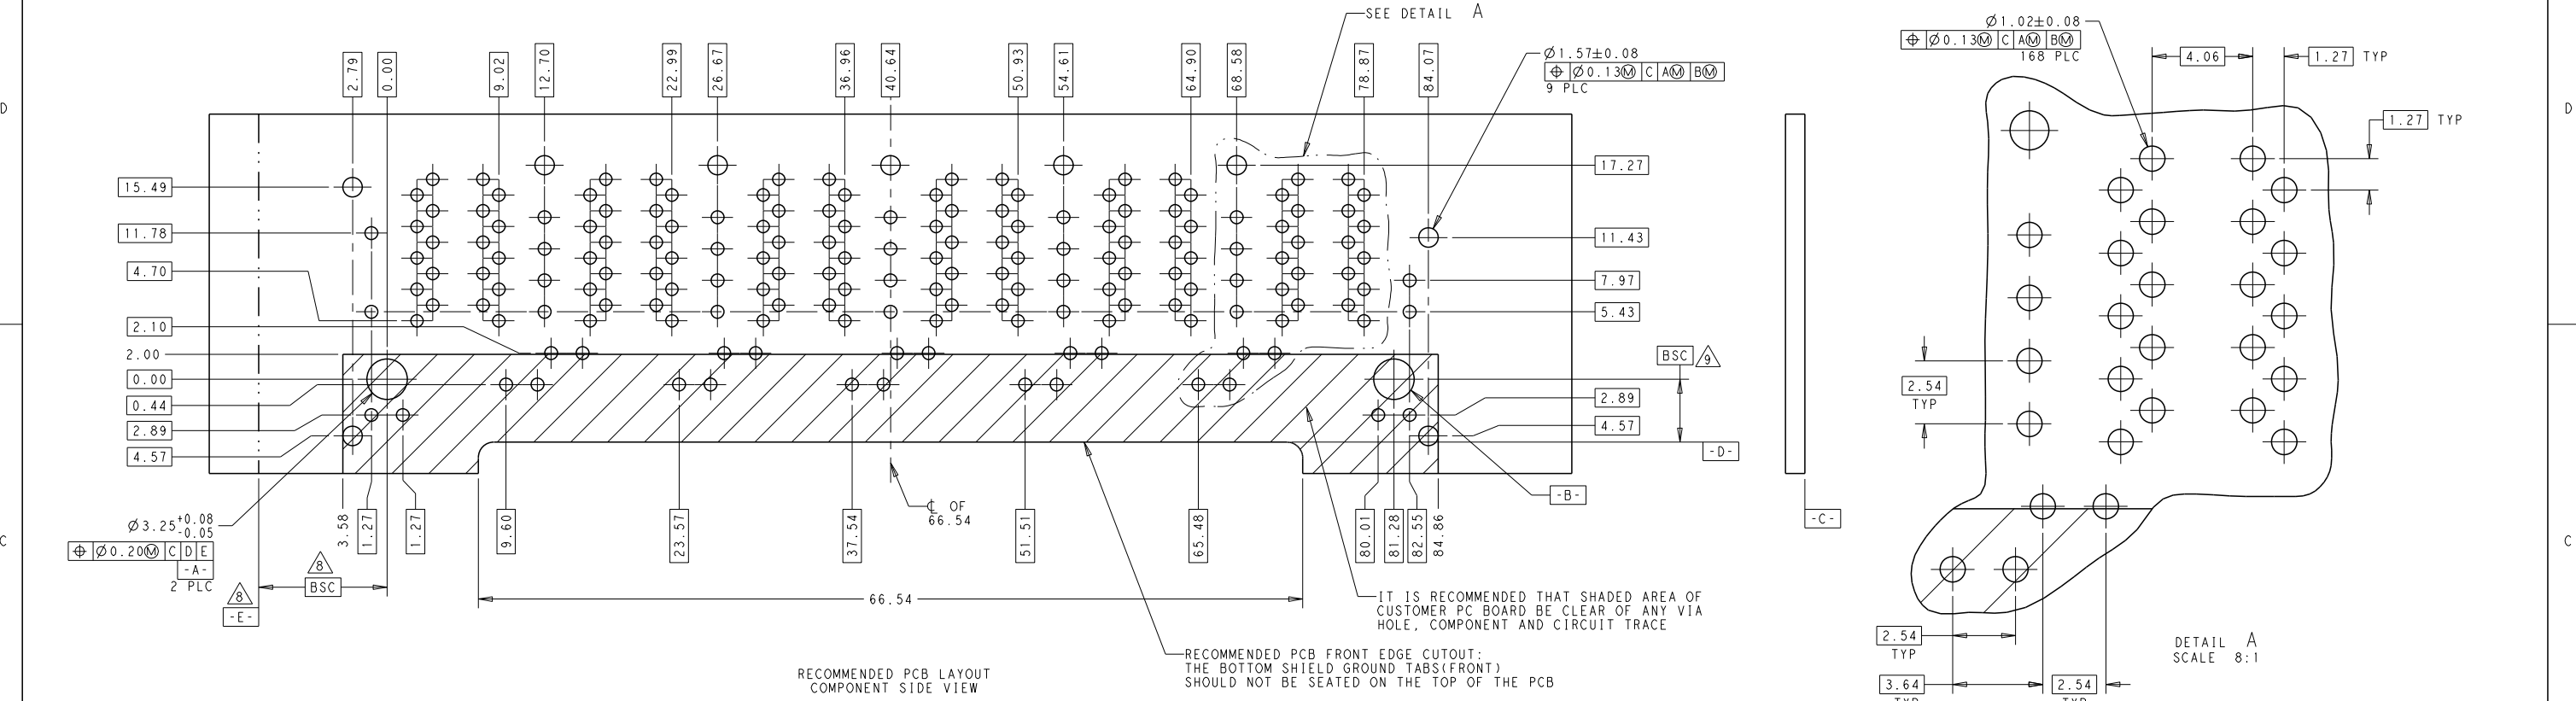 SEE DETAIL A
2.79
0.00
9.02
12.70
22.99
26.67
36.96
40.64
50.93
54.61
64.90
68.58
78.87
84.07
Ø1.57±0.08
⌖ Ø0.13Ⓜ C AⓂ BⓂ
9 PLC
D
15.49
11.78
4.70
2.10
2.00
0.00
0.44
2.89
4.57
17.27
11.43
7.97
5.43
BSC 9
2.89
4.57
-D-
-B-
C
Ø3.25 +0.08
-0.05
⌖ Ø0.20Ⓜ C D E
-A-
2 PLC
8
BSC
8
-E-
3.58
1.27
1.27
9.60
23.57
37.54
51.51
65.48
80.01
81.28
82.55
84.86
℄ OF
66.54
66.54
IT IS RECOMMENDED THAT SHADED AREA OF
CUSTOMER PC BOARD BE CLEAR OF ANY VIA
HOLE, COMPONENT AND CIRCUIT TRACE
RECOMMENDED PCB FRONT EDGE CUTOUT:
THE BOTTOM SHIELD GROUND TABS(FRONT)
SHOULD NOT BE SEATED ON THE TOP OF THE PCB
RECOMMENDED PCB LAYOUT
COMPONENT SIDE VIEW
-C-
Ø1.02±0.08
⌖ Ø0.13Ⓜ C AⓂ BⓂ
168 PLC
4.06
1.27 TYP
1.27 TYP
2.54
TYP
2.54
TYP
3.64
TYP
2.54
TYP
DETAIL A
SCALE 8:1
D
C